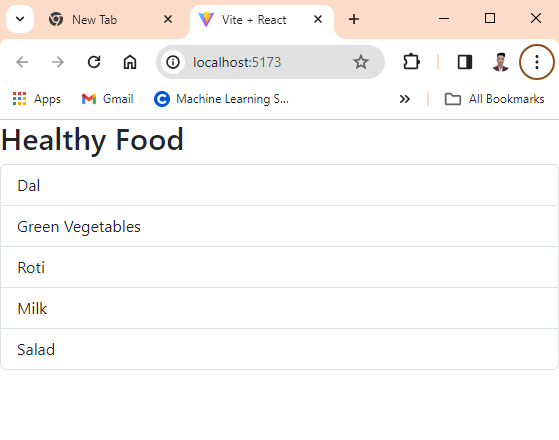 New Tab
Vite + React
localhost:5173
Apps
Gmail
Machine Learning S...
All Bookmarks
Healthy Food
Dal
Green Vegetables
Roti
Milk
Salad